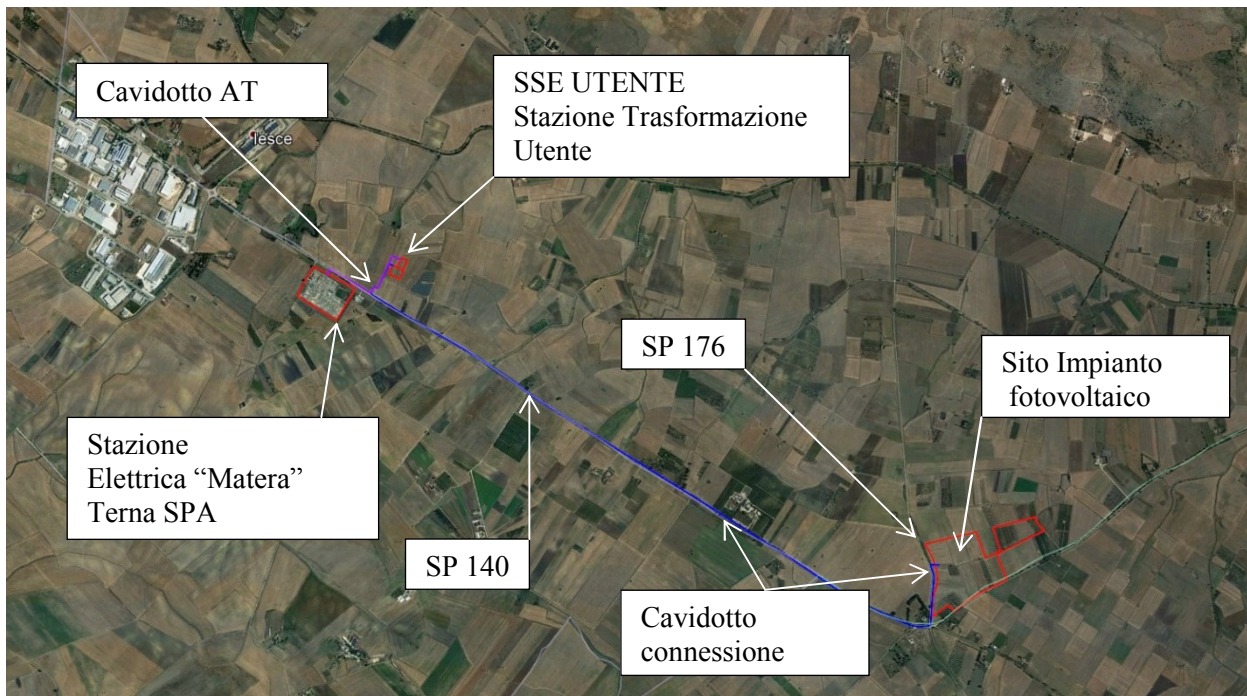 Cavidotto AT
SSE UTENTE
Stazione Trasformazione
Utente
Iesce
SP 176
Sito Impianto
fotovoltaico
Stazione
Elettrica “Matera”
Terna SPA
SP 140
Cavidotto
connessione